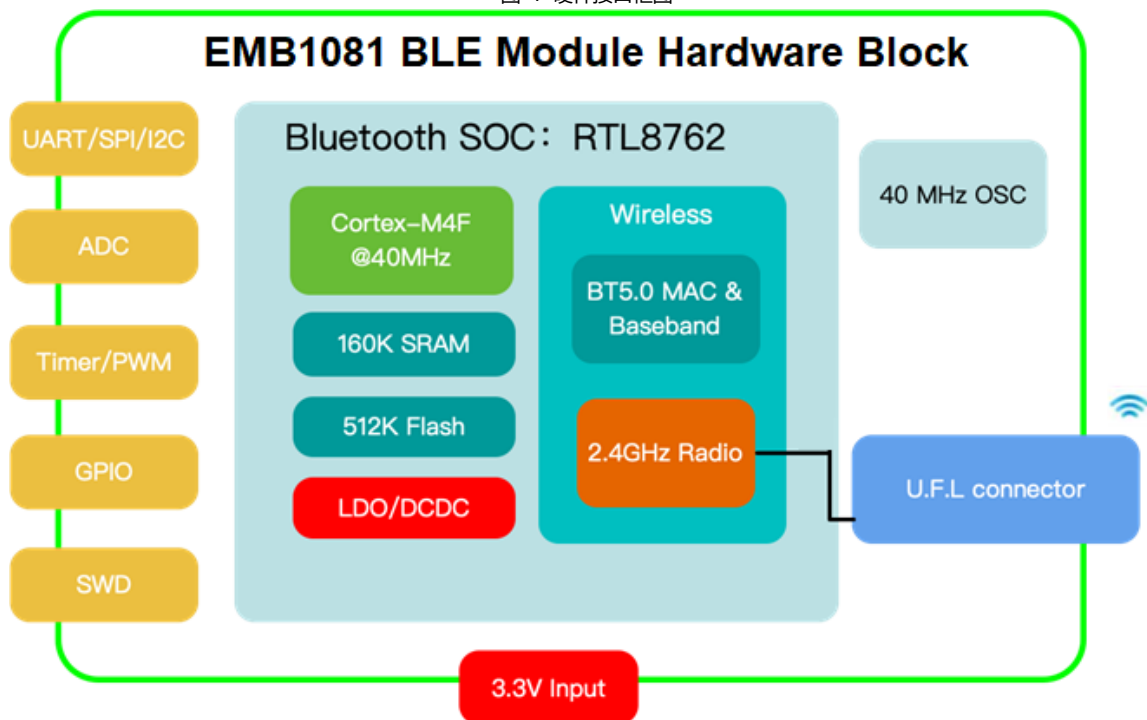 EMB1081 BLE Module Hardware Block
UART/SPI/I2C
ADC
Timer/PWM
GPIO
SWD
Bluetooth SOC：RTL8762
Cortex-M4F
@40MHz
160K SRAM
512K Flash
LDO/DCDC
Wireless
BT5.0 MAC &
Baseband
2.4GHz Radio
40 MHz OSC
U.F.L connector
3.3V Input